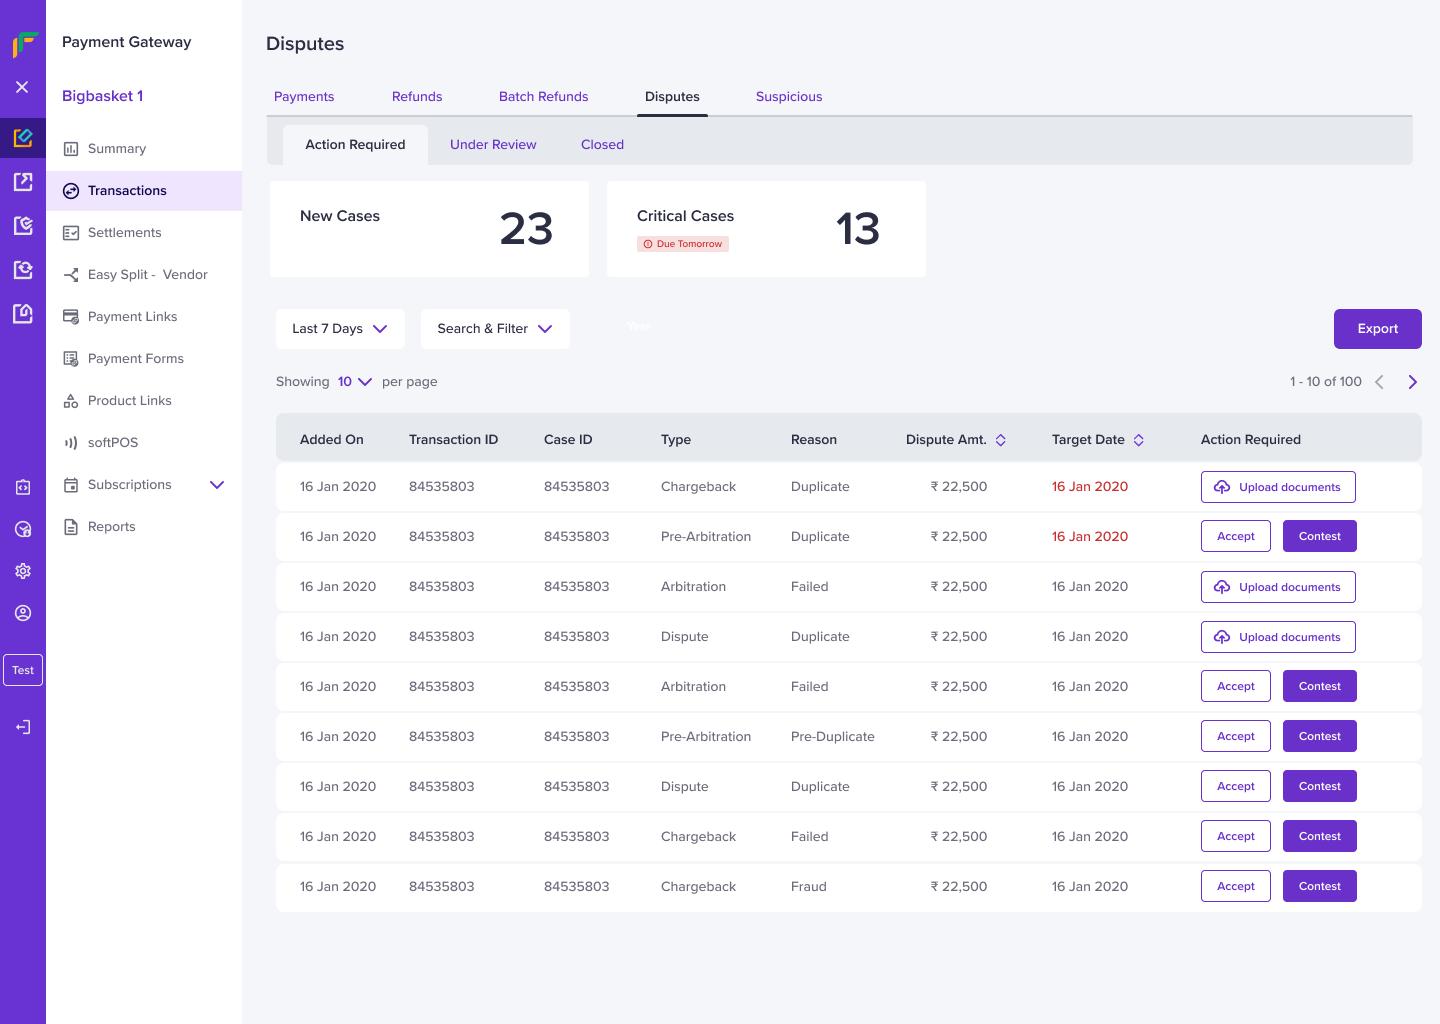 Payment Gateway
Bigbasket 1
Summary
Transactions
Settlements
Easy Split - Vendor
Payment Links
Payment Forms
Product Links
softPOS
Subscriptions
Reports
Test
Disputes
Payments Refunds Batch Refunds Disputes Suspicious
Action Required Under Review Closed
New Cases 23
Critical Cases 13
Due Tomorrow
Last 7 Days Search & Filter Year Export
Showing 10 per page 1 - 10 of 100
Added On Transaction ID Case ID Type Reason Dispute Amt. Target Date Action Required
16 Jan 2020 84535803 84535803 Chargeback Duplicate ₹ 22,500 16 Jan 2020 Upload documents
16 Jan 2020 84535803 84535803 Pre-Arbitration Duplicate ₹ 22,500 16 Jan 2020 Accept Contest
16 Jan 2020 84535803 84535803 Arbitration Failed ₹ 22,500 16 Jan 2020 Upload documents
16 Jan 2020 84535803 84535803 Dispute Duplicate ₹ 22,500 16 Jan 2020 Upload documents
16 Jan 2020 84535803 84535803 Arbitration Failed ₹ 22,500 16 Jan 2020 Accept Contest
16 Jan 2020 84535803 84535803 Pre-Arbitration Pre-Duplicate ₹ 22,500 16 Jan 2020 Accept Contest
16 Jan 2020 84535803 84535803 Dispute Duplicate ₹ 22,500 16 Jan 2020 Accept Contest
16 Jan 2020 84535803 84535803 Chargeback Failed ₹ 22,500 16 Jan 2020 Accept Contest
16 Jan 2020 84535803 84535803 Chargeback Fraud ₹ 22,500 16 Jan 2020 Accept Contest